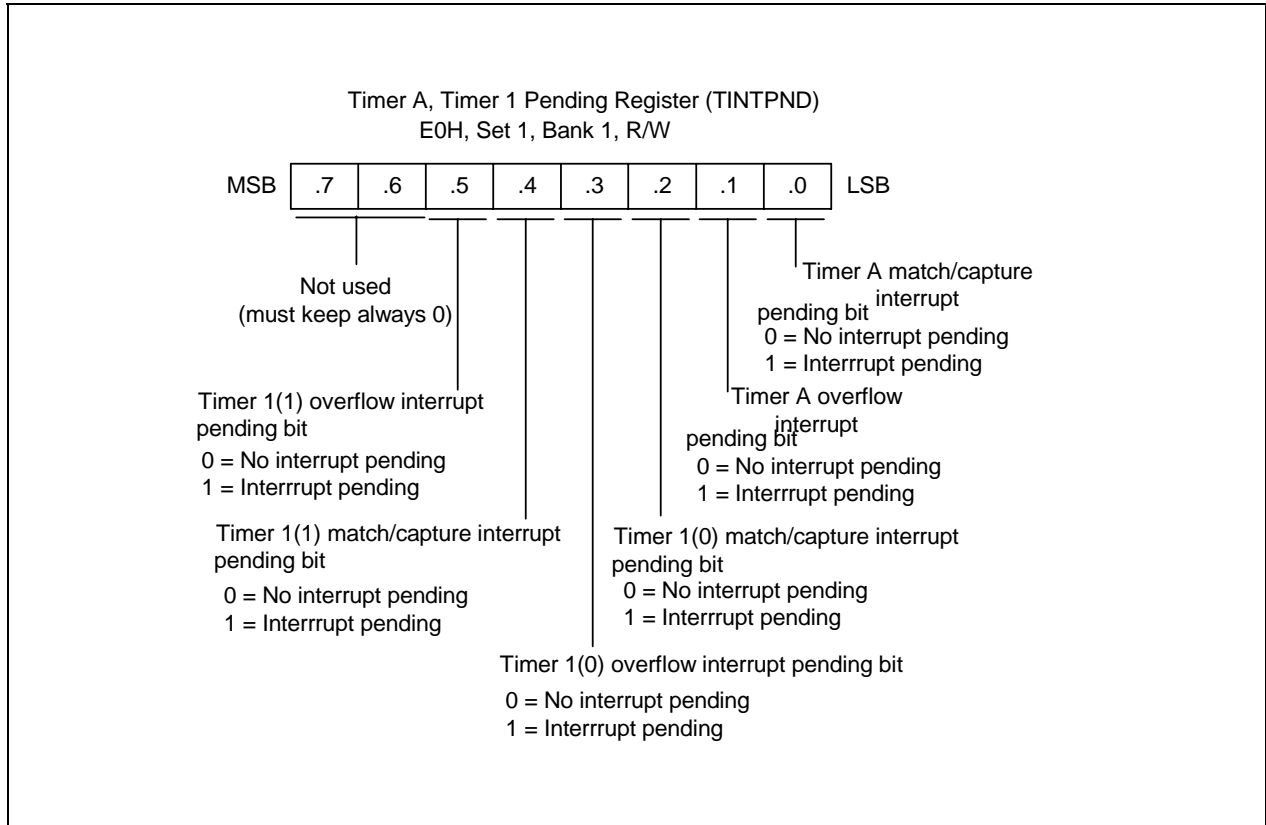 Timer A, Timer 1 Pending Register (TINTPND)
E0H, Set 1, Bank 1, R/W
MSB .7 .6 .5 .4 .3 .2 .1 .0 LSB
Not used
(must keep always 0)
Timer A match/capture
interrupt
pending bit
0 = No interrupt pending
1 = Interrrupt pending
Timer 1(1) overflow interrupt
pending bit
0 = No interrupt pending
1 = Interrrupt pending
Timer A overflow
interrupt
pending bit
0 = No interrupt pending
1 = Interrrupt pending
Timer 1(1) match/capture interrupt
pending bit
0 = No interrupt pending
1 = Interrrupt pending
Timer 1(0) match/capture interrupt
pending bit
0 = No interrupt pending
1 = Interrrupt pending
Timer 1(0) overflow interrupt pending bit
0 = No interrupt pending
1 = Interrrupt pending